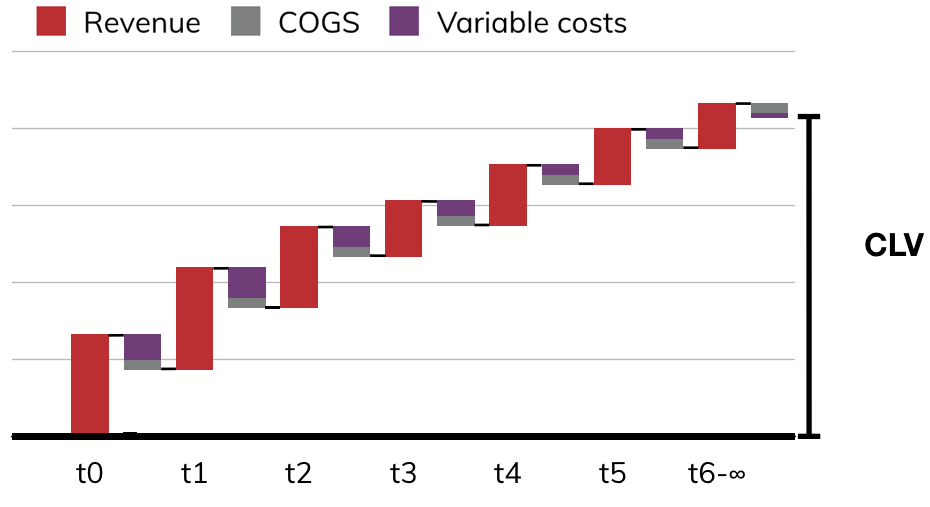 Revenue COGS Variable costs
CLV
t0 t1 t2 t3 t4 t5 t6-∞